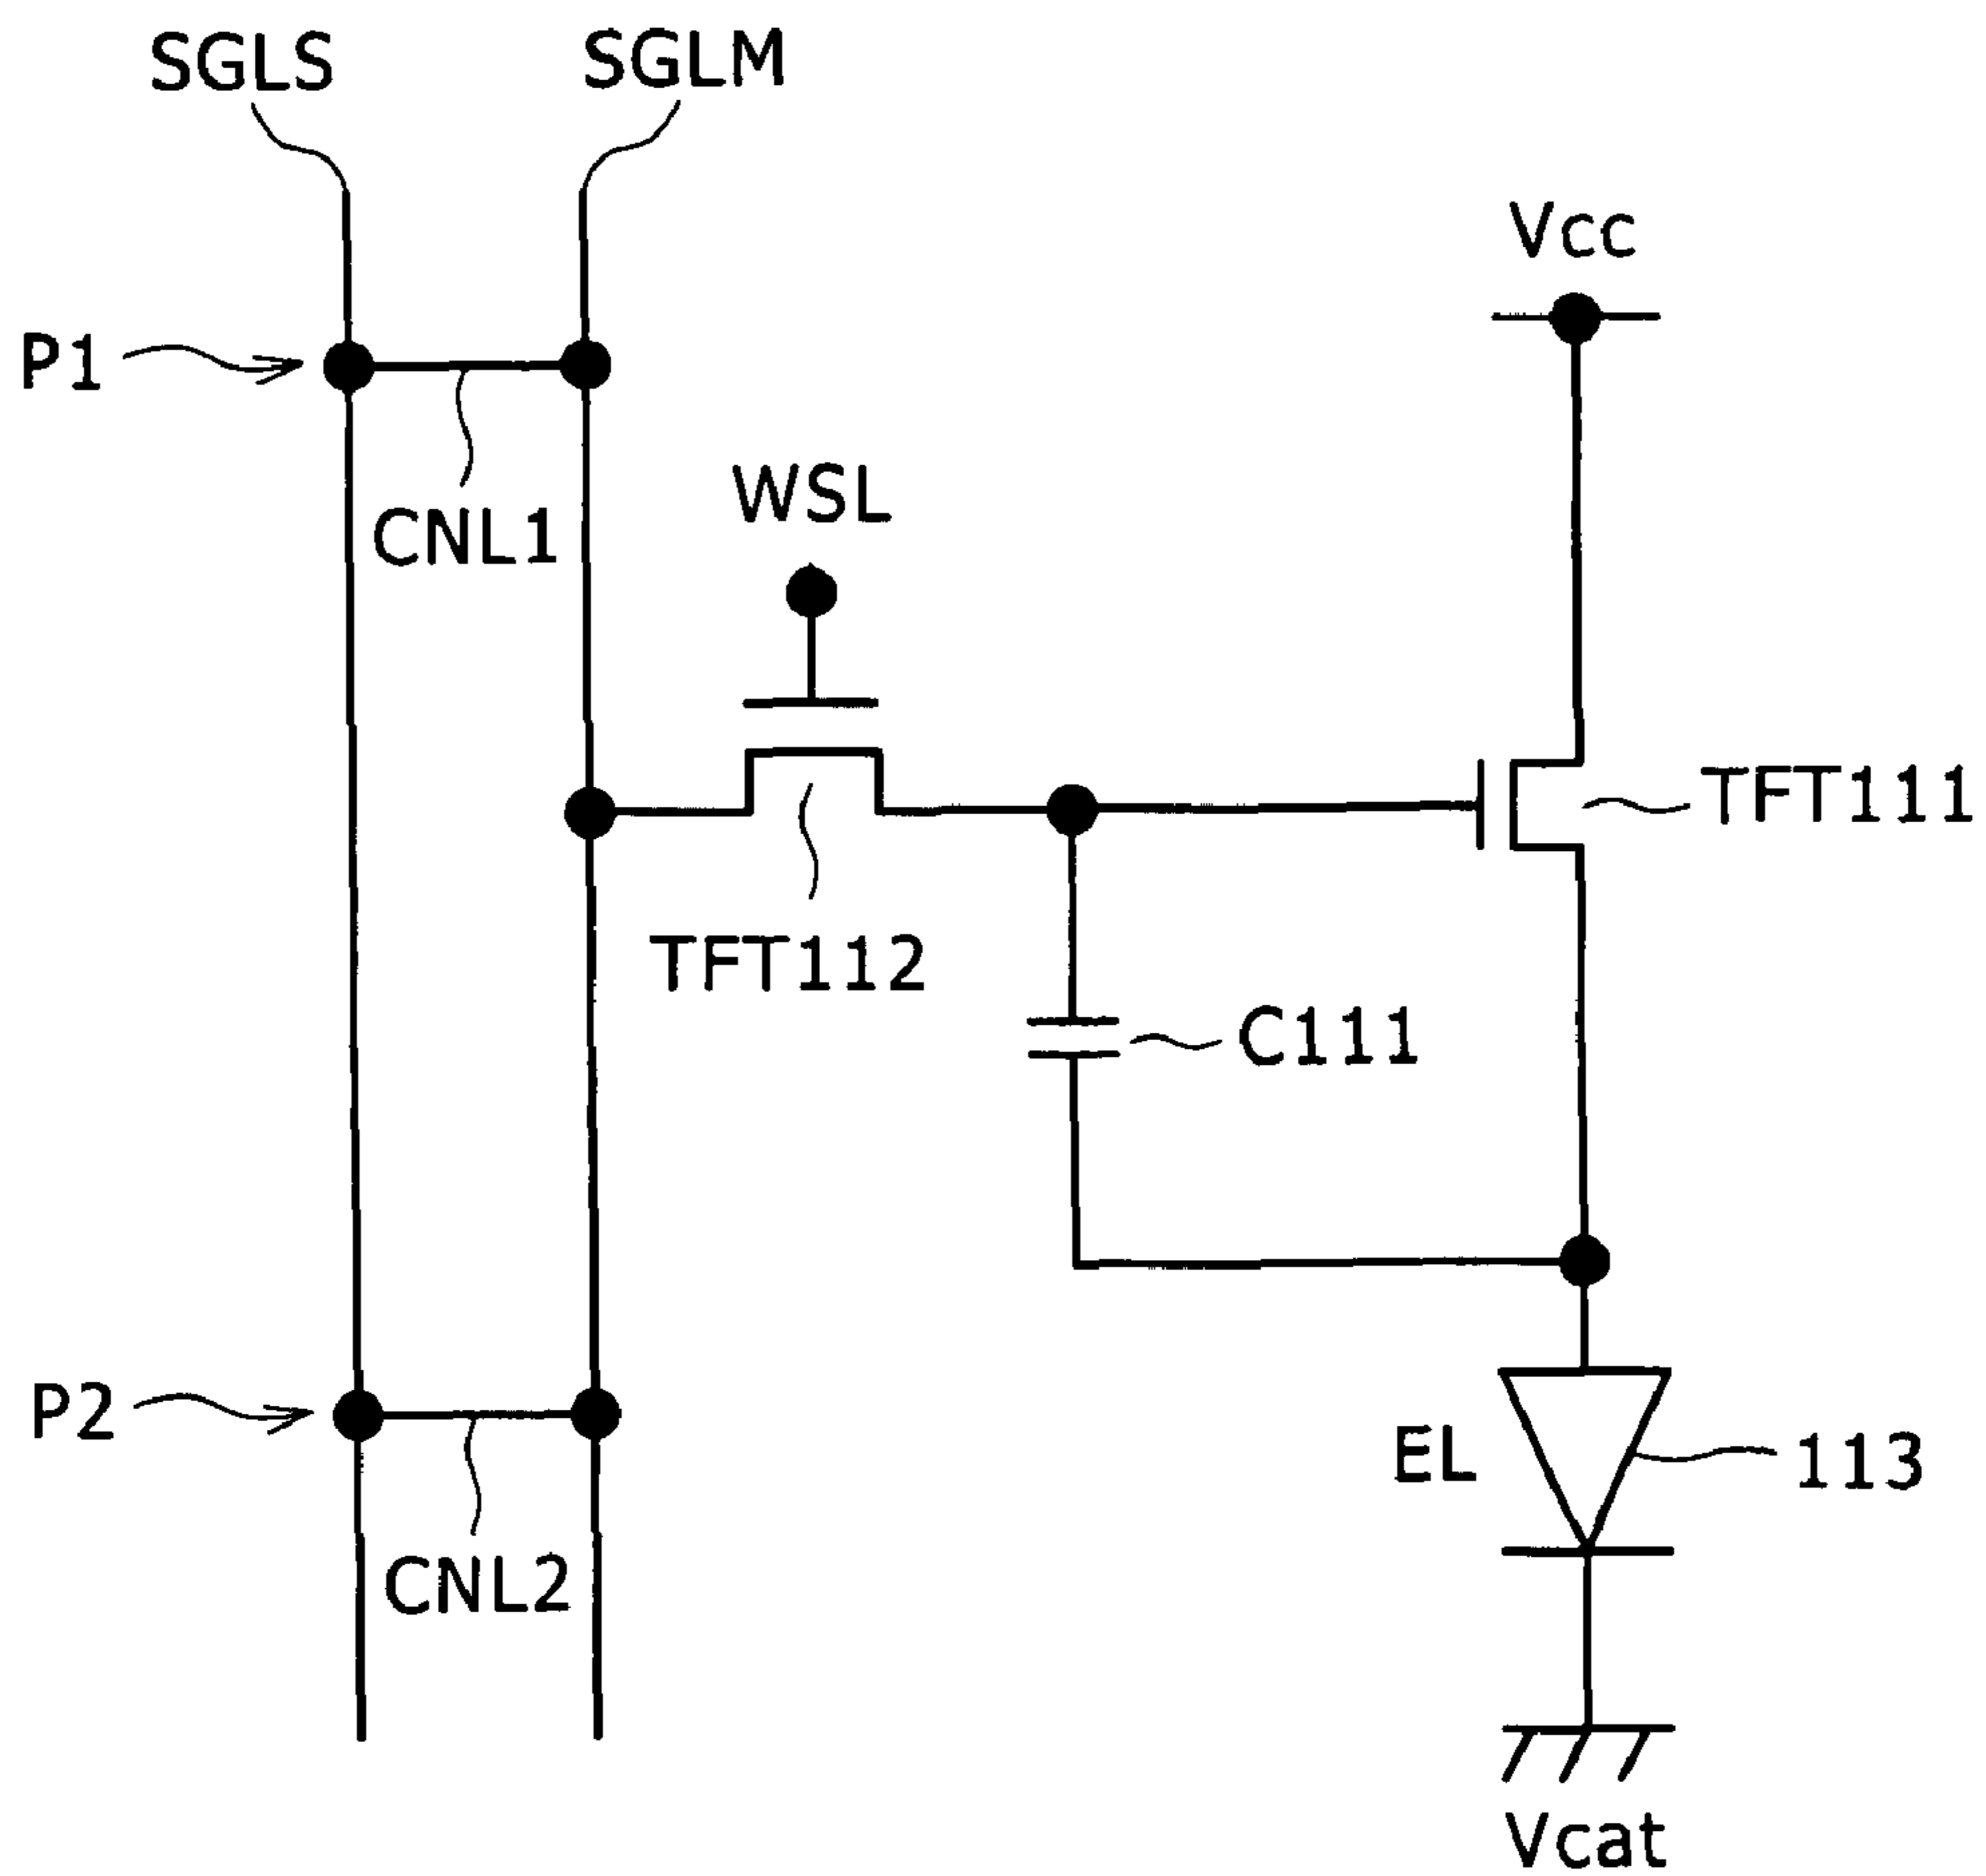 SGLS
SGLM
Vcc
P1
CNL1
WSL
TFT111
TFT112
C111
P2
EL
113
CNL2
Vcat